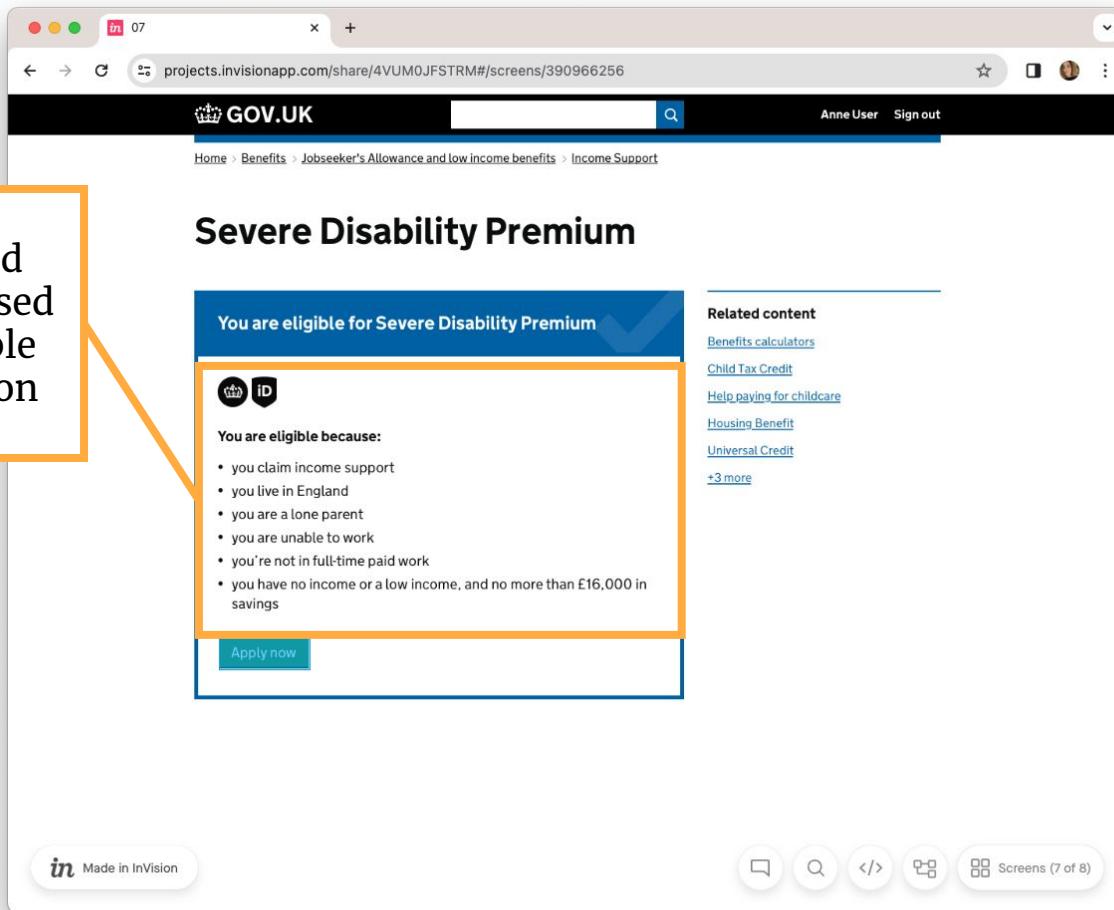 in 07
projects.invisionapp.com/share/4VUM0JFSTRM#/screens/390966256
GOV.UK
Anne User Sign out
Home > Benefits > Jobseeker's Allowance and low income benefits > Income Support
Severe Disability Premium
You are eligible for Severe Disability Premium
iD
You are eligible because:
• you claim income support
• you live in England
• you are a lone parent
• you are unable to work
• you're not in full-time paid work
• you have no income or a low income, and no more than £16,000 in
savings
Apply now
Related content
Benefits calculators
Child Tax Credit
Help paying for childcare
Housing Benefit
Universal Credit
+3 more
in Made in InVision
</>
Screens (7 of 8)